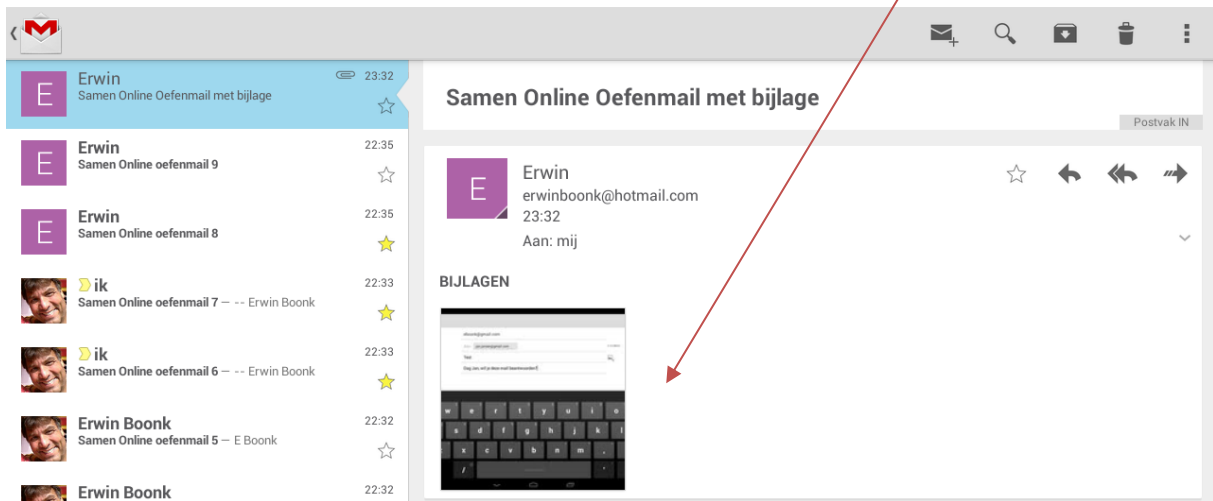 E
Erwin
23:32
Samen Online Oefenmail met bijlage
E
Erwin
22:35
Samen Online oefenmail 9
E
Erwin
22:35
Samen Online oefenmail 8
ik
22:33
Samen Online oefenmail 7 – -- Erwin Boonk
ik
22:33
Samen Online oefenmail 6 – -- Erwin Boonk
Erwin Boonk
22:32
Samen Online oefenmail 5 – E Boonk
Erwin Boonk
22:32
Samen Online Oefenmail met bijlage
Postvak IN
E
Erwin
erwinboonk@hotmail.com
23:32
Aan: mij
BIJLAGEN
Test
w e r t y u i o
s d f g h j k l
x c v b n m ,
/